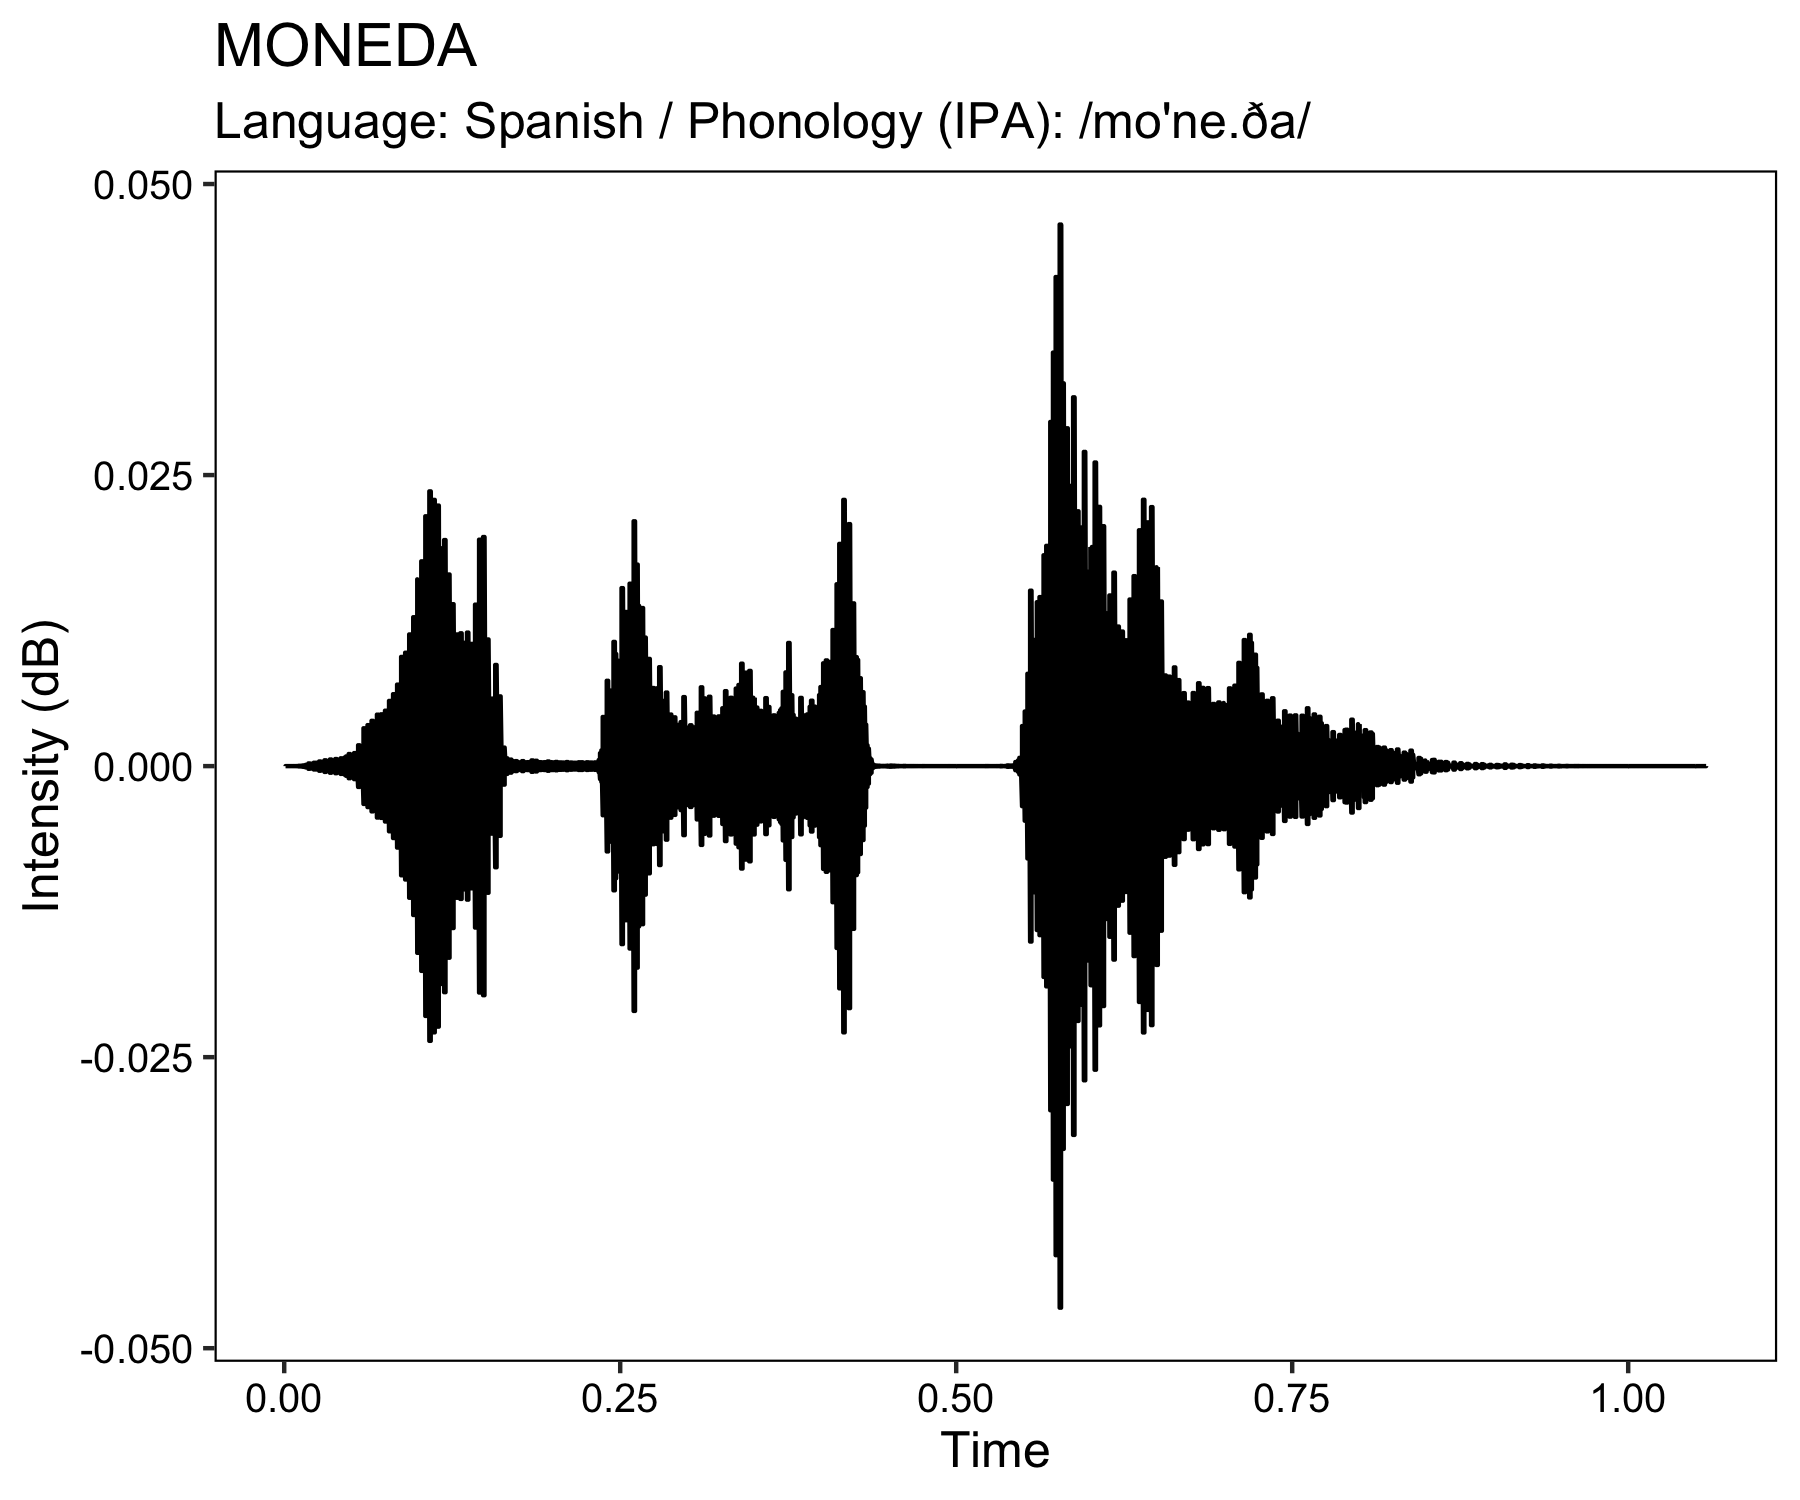 MONEDA
Language: Spanish / Phonology (IPA): /mo'ne.ða/
0.050
0.025
0.000
-0.025
-0.050
Intensity (dB)
0.00 0.25 0.50 0.75 1.00
Time